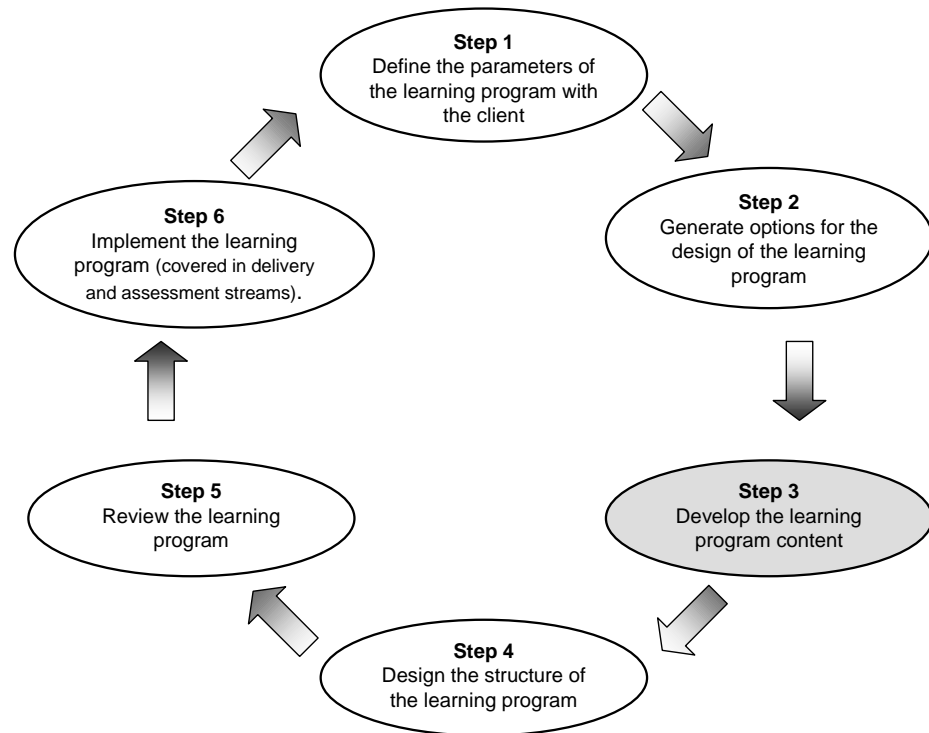 Step 1
Define the parameters of
the learning program with
the client
Step 2
Generate options for the
design of the learning
program
Step 3
Develop the learning
program content
Step 4
Design the structure of
the learning program
Step 5
Review the learning
program
Step 6
Implement the learning
program (covered in delivery
and assessment streams).